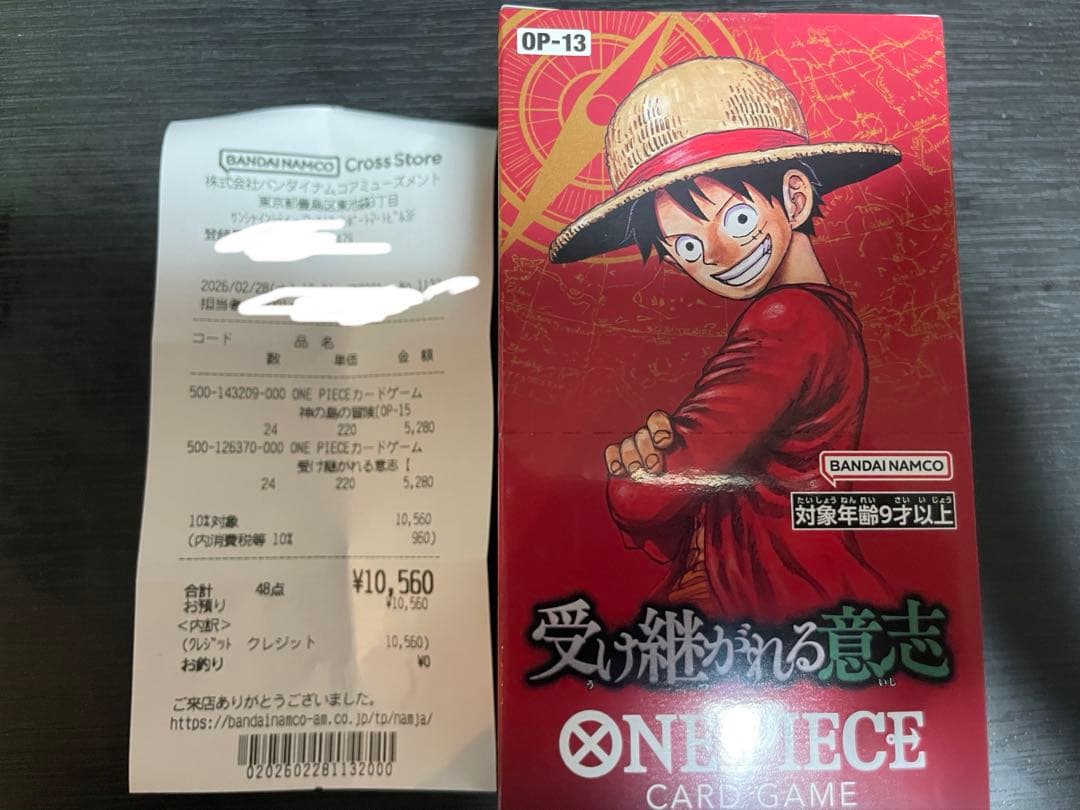 BANDAI NAMCO Cross Store
株式会社バンダイナムコアミューズメント
東京都豊島区東池袋3丁目
2026/02/28
担当者
コード 品名
数 単価 金額
500-143209-000 ONE PIECEカードゲーム
神の島の冒険[OP-15
24 220 5,280
500-126370-000 ONE PIECEカードゲーム
受け継がれる意志 [
24 220 5,280
10%対象 10,560
(内消費税等 10% 960)
合計 48点 ¥10,560
お預り ¥10,560
<内訳>
(クレジット クレジット 10,560)
お釣り ¥0
ご来店ありがとうございました。
https://bandainamco-am.co.jp/tp/namja/
0202602281132000
OP-13
BANDAI NAMCO
たいしょうねんれい さいいじょう
対象年齢9才以上
受け継がれる意志
う つ いし
ONE PIECE
CARD GAME